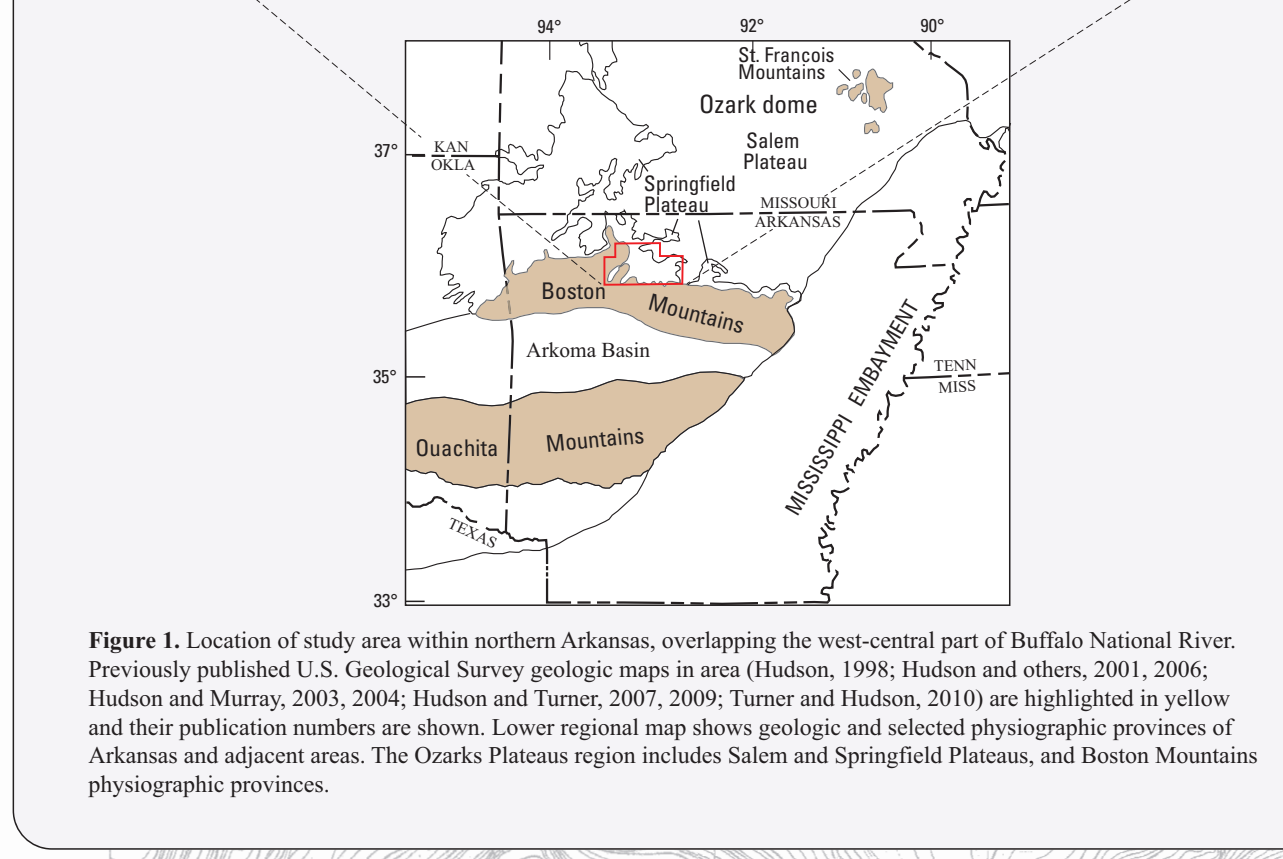 94° 92° 90°
St. Francois
Mountains
Ozark dome
Salem
Plateau
37°
KAN
OKLA
Springfield
Plateau
MISSOURI
ARKANSAS
Boston Mountains
Arkoma Basin
MISSISSIPPI EMBAYMENT
35°
TENN
MISS
Ouachita Mountains
TEXAS
33°
Figure 1. Location of study area within northern Arkansas, overlapping the west-central part of Buffalo National River.
Previously published U.S. Geological Survey geologic maps in area (Hudson, 1998; Hudson and others, 2001, 2006;
Hudson and Murray, 2003, 2004; Hudson and Turner, 2007, 2009; Turner and Hudson, 2010) are highlighted in yellow
and their publication numbers are shown. Lower regional map shows geologic and selected physiographic provinces of
Arkansas and adjacent areas. The Ozarks Plateaus region includes Salem and Springfield Plateaus, and Boston Mountains
physiographic provinces.